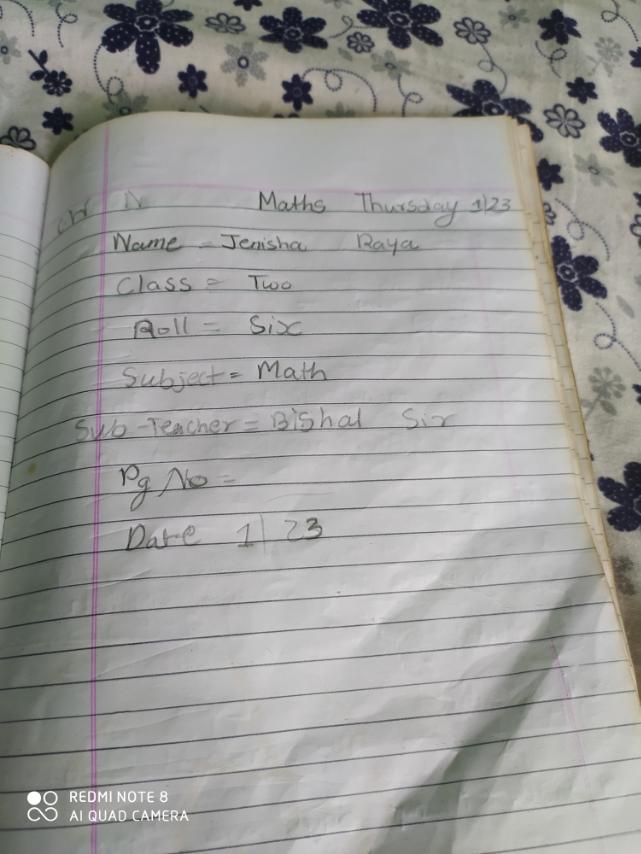 Maths Thursday 1|23
Name = Jenisha Raya
Class = Two
Roll = Six
Subject = Math
Sub-Teacher = Bishal Sir
Pg No =
Date 1|23
REDMI NOTE 8
AI QUAD CAMERA